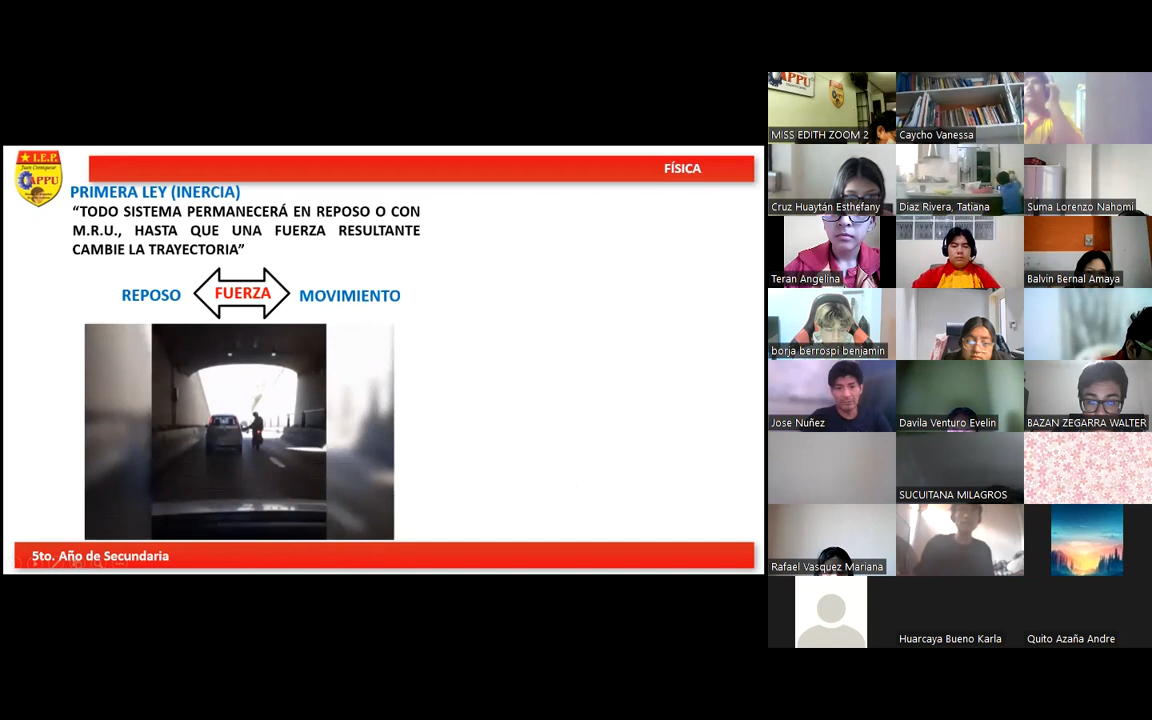 I.E.P.
APPU
FÍSICA
PRIMERA LEY (INERCIA)
“TODO SISTEMA PERMANECERÁ EN REPOSO O CON
M.R.U., HASTA QUE UNA FUERZA RESULTANTE
CAMBIE LA TRAYECTORIA”
REPOSO
FUERZA
MOVIMIENTO
5to. Año de Secundaria
APPU
MISS EDITH ZOOM 2
Caycho Vanessa
Cruz Huaytán Esthefany
Diaz Rivera, Tatiana
Suma Lorenzo Nahomi
Teran Angelina
Balvin Bernal Amaya
borja berrospi benjamin
Jose Nuñez
Davila Venturo Evelin
BAZAN ZEGARRA WALTER
SUCUITANA MILAGROS
Rafael Vasquez Mariana
Huarcaya Bueno Karla
Quito Azaña Andre